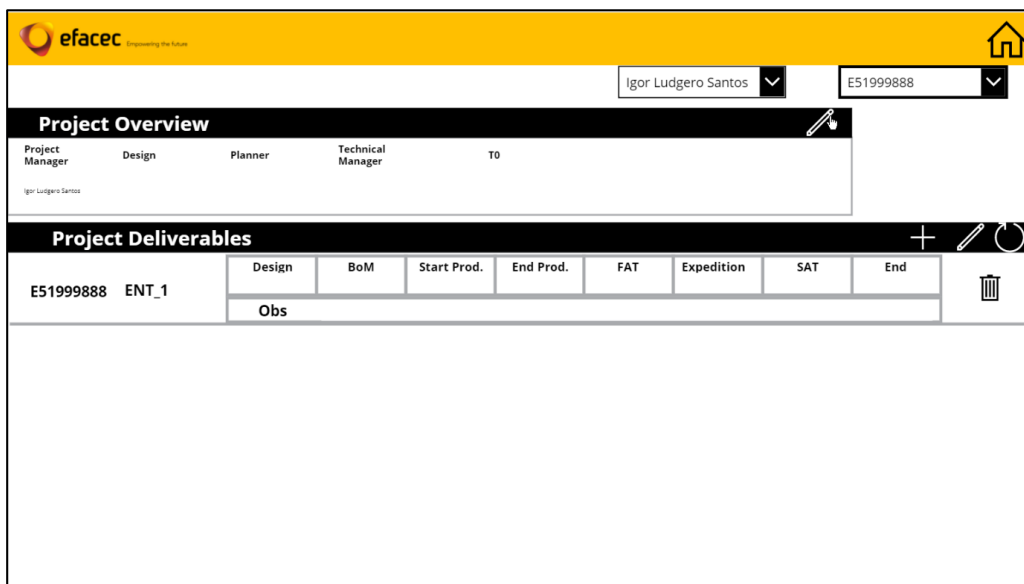 efacec Empowering the future
Igor Ludgero Santos E51999888
Project Overview
Project Manager Design Planner Technical Manager T0
Igor Ludgero Santos
Project Deliverables
Design BoM Start Prod. End Prod. FAT Expedition SAT End
E51999888 ENT_1
Obs